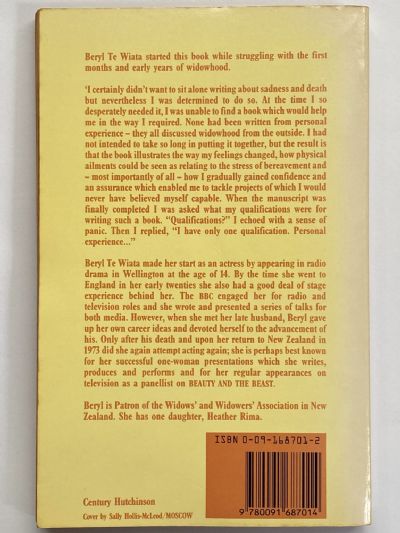 Beryl Te Wiata started this book while struggling with the first
months and early years of widowhood.
'I certainly didn't want to sit alone writing about sadness and death
but nevertheless I was determined to do so. At the time I so
desperately needed it, I was unable to find a book which would help
me in the way I required. None had been written from personal
experience – they all discussed widowhood from the outside. I had
not intended to take so long in putting it together, but the result is
that the book illustrates the way my feelings changed, how physical
ailments could be seen as relating to the stress of bereavement and
– most importantly of all – how I gradually gained confidence and
an assurance which enabled me to tackle projects of which I would
never have believed myself capable. When the manuscript was
finally completed I was asked what my qualifications were for
writing such a book. "Qualifications?" I echoed with a sense of
panic. Then I replied, "I have only one qualification. Personal
experience..."
Beryl Te Wiata made her start as an actress by appearing in radio
drama in Wellington at the age of 14. By the time she went to
England in her early twenties she also had a good deal of stage
experience behind her. The BBC engaged her for radio and
television roles and she wrote and presented a series of talks for
both media. However, when she met her late husband, Beryl gave
up her own career ideas and devoted herself to the advancement of
his. Only after his death and upon her return to New Zealand in
1973 did she again attempt acting again; she is perhaps best known
for her successful one-woman presentations which she writes,
produces and performs and for her regular appearances on
television as a panellist on BEAUTY AND THE BEAST.
Beryl is Patron of the Widows' and Widowers' Association in New
Zealand. She has one daughter, Heather Rima.
ISBN 0-09-168701-2
9 780091 687014
Century Hutchinson
Cover by Sally Hollis-McLeod/MOSCOW